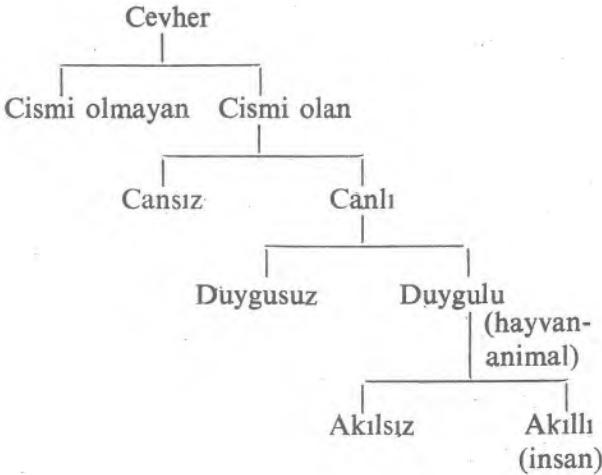 Cevher
Cismi olmayan Cismi olan
Cansız Canlı
Duygusuz Duygulu
(hayvan-
animal)
Akılsız Akıllı
(insan)